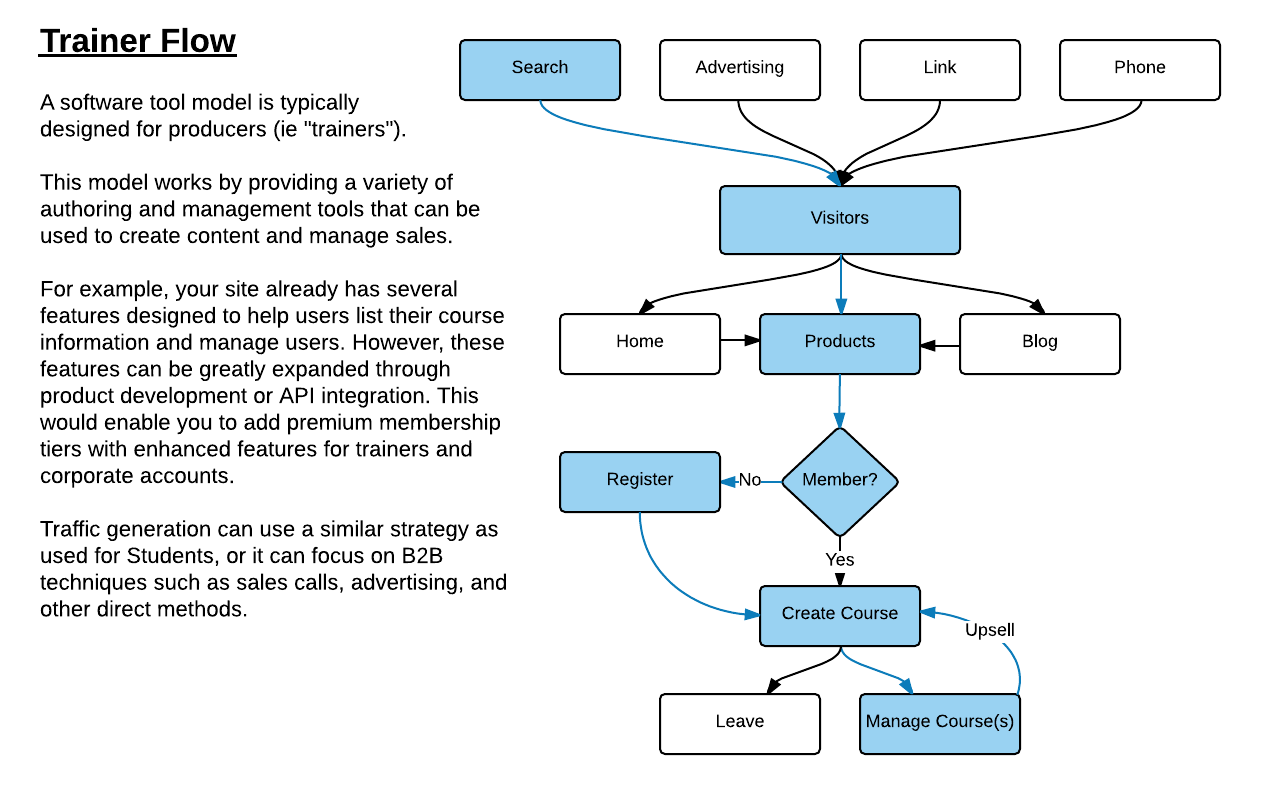 Trainer Flow
A software tool model is typically
designed for producers (ie "trainers").
This model works by providing a variety of
authoring and management tools that can be
used to create content and manage sales.
For example, your site already has several
features designed to help users list their course
information and manage users. However, these
features can be greatly expanded through
product development or API integration. This
would enable you to add premium membership
tiers with enhanced features for trainers and
corporate accounts.
Traffic generation can use a similar strategy as
used for Students, or it can focus on B2B
techniques such as sales calls, advertising, and
other direct methods.
Search
Advertising
Link
Phone
Visitors
Home
Products
Blog
Register
No
Member?
Yes
Create Course
Upsell
Leave
Manage Course(s)